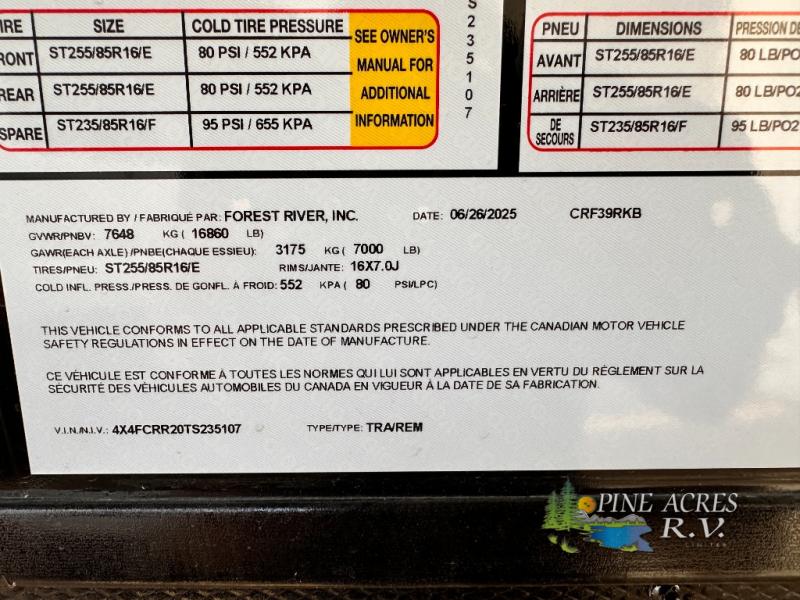 IRE SIZE COLD TIRE PRESSURE
SEE OWNER'S
MANUAL FOR
ADDITIONAL
INFORMATION
RONT ST255/85R16/E 80 PSI / 552 KPA
REAR ST255/85R16/E 80 PSI / 552 KPA
SPARE ST235/85R16/F 95 PSI / 655 KPA
S235107
PNEU DIMENSIONS PRESSION DE
AVANT ST255/85R16/E 80 LB/PO
ARRIÈRE ST255/85R16/E 80 LB/PO2
DE SECOURS ST235/85R16/F 95 LB/PO2
MANUFACTURED BY / FABRIQUÉ PAR: FOREST RIVER, INC. DATE: 06/26/2025 CRF39RKB
GVWR/PNBV: 7648 KG ( 16860 LB)
GAWR(EACH AXLE) /PNBE(CHAQUE ESSIEU): 3175 KG ( 7000 LB)
TIRES/PNEU: ST255/85R16/E RIMS/JANTE: 16X7.0J
COLD INFL. PRESS./PRESS. DE GONFL. À FROID: 552 KPA ( 80 PSI/LPC)
THIS VEHICLE CONFORMS TO ALL APPLICABLE STANDARDS PRESCRIBED UNDER THE CANADIAN MOTOR VEHICLE
SAFETY REGULATIONS IN EFFECT ON THE DATE OF MANUFACTURE.
CE VÉHICULE EST CONFORME À TOUTES LES NORMES QUI LUI SONT APPLICABLES EN VERTU DU RÈGLEMENT SUR LA
SÉCURITÉ DES VÉHICULES AUTOMOBILES DU CANADA EN VIGUEUR À LA DATE DE SA FABRICATION.
V.I.N./N.I.V.: 4X4FCRR20TS235107 TYPE/TYPE: TRA/REM
PINE ACRES
R.V.
LIMITED